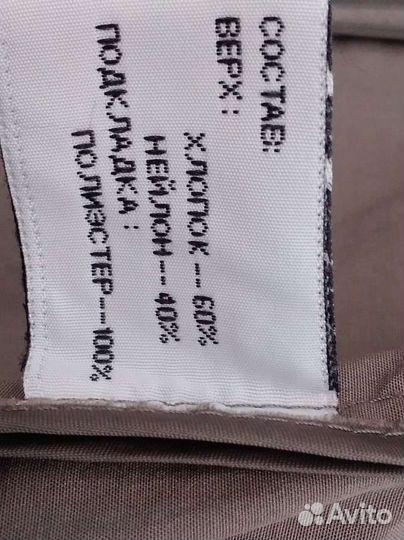 СОСТАВ:
ВЕРХ:
ХЛОПОК--60%
НЕЙЛОН--40%
ПОДКЛАДКА:
ПОЛИЭСТЕР--100%
Avito